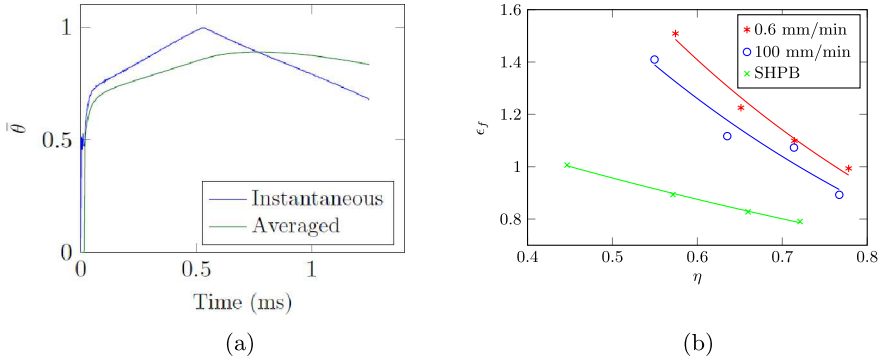 1
0.5
0
θ̄
0
0.5
1
Time (ms)
Instantaneous
Averaged
(a)
1.6
1.4
1.2
1
0.8
ϵf
0.4
0.5
0.6
0.7
0.8
η
0.6 mm/min
100 mm/min
SHPB
(b)